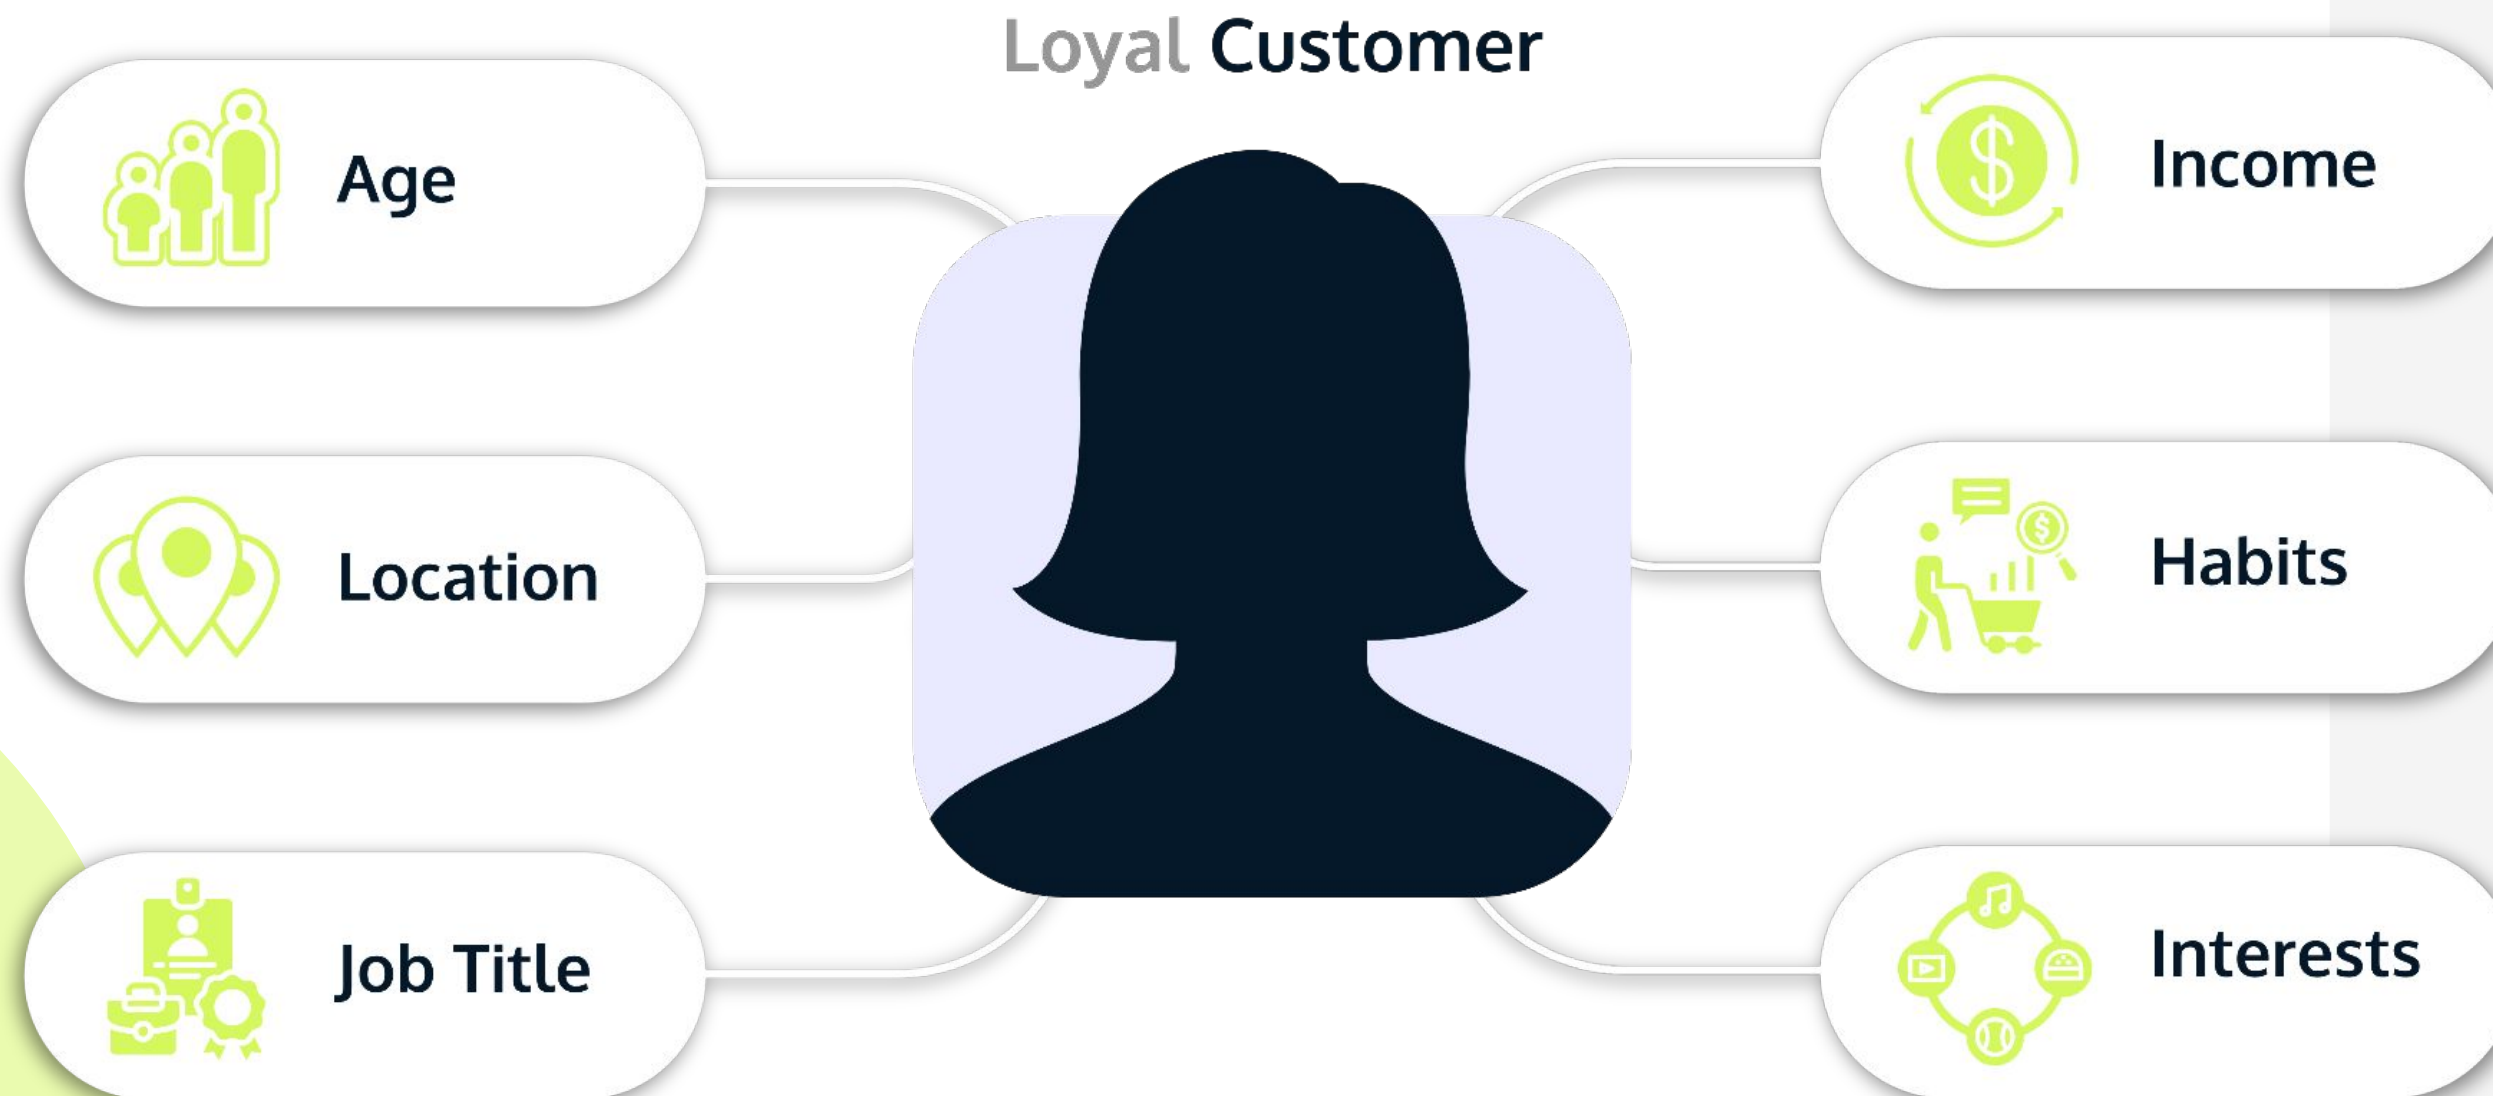 Loyal Customer
Age
Location
Job Title
Income
Habits
Interests